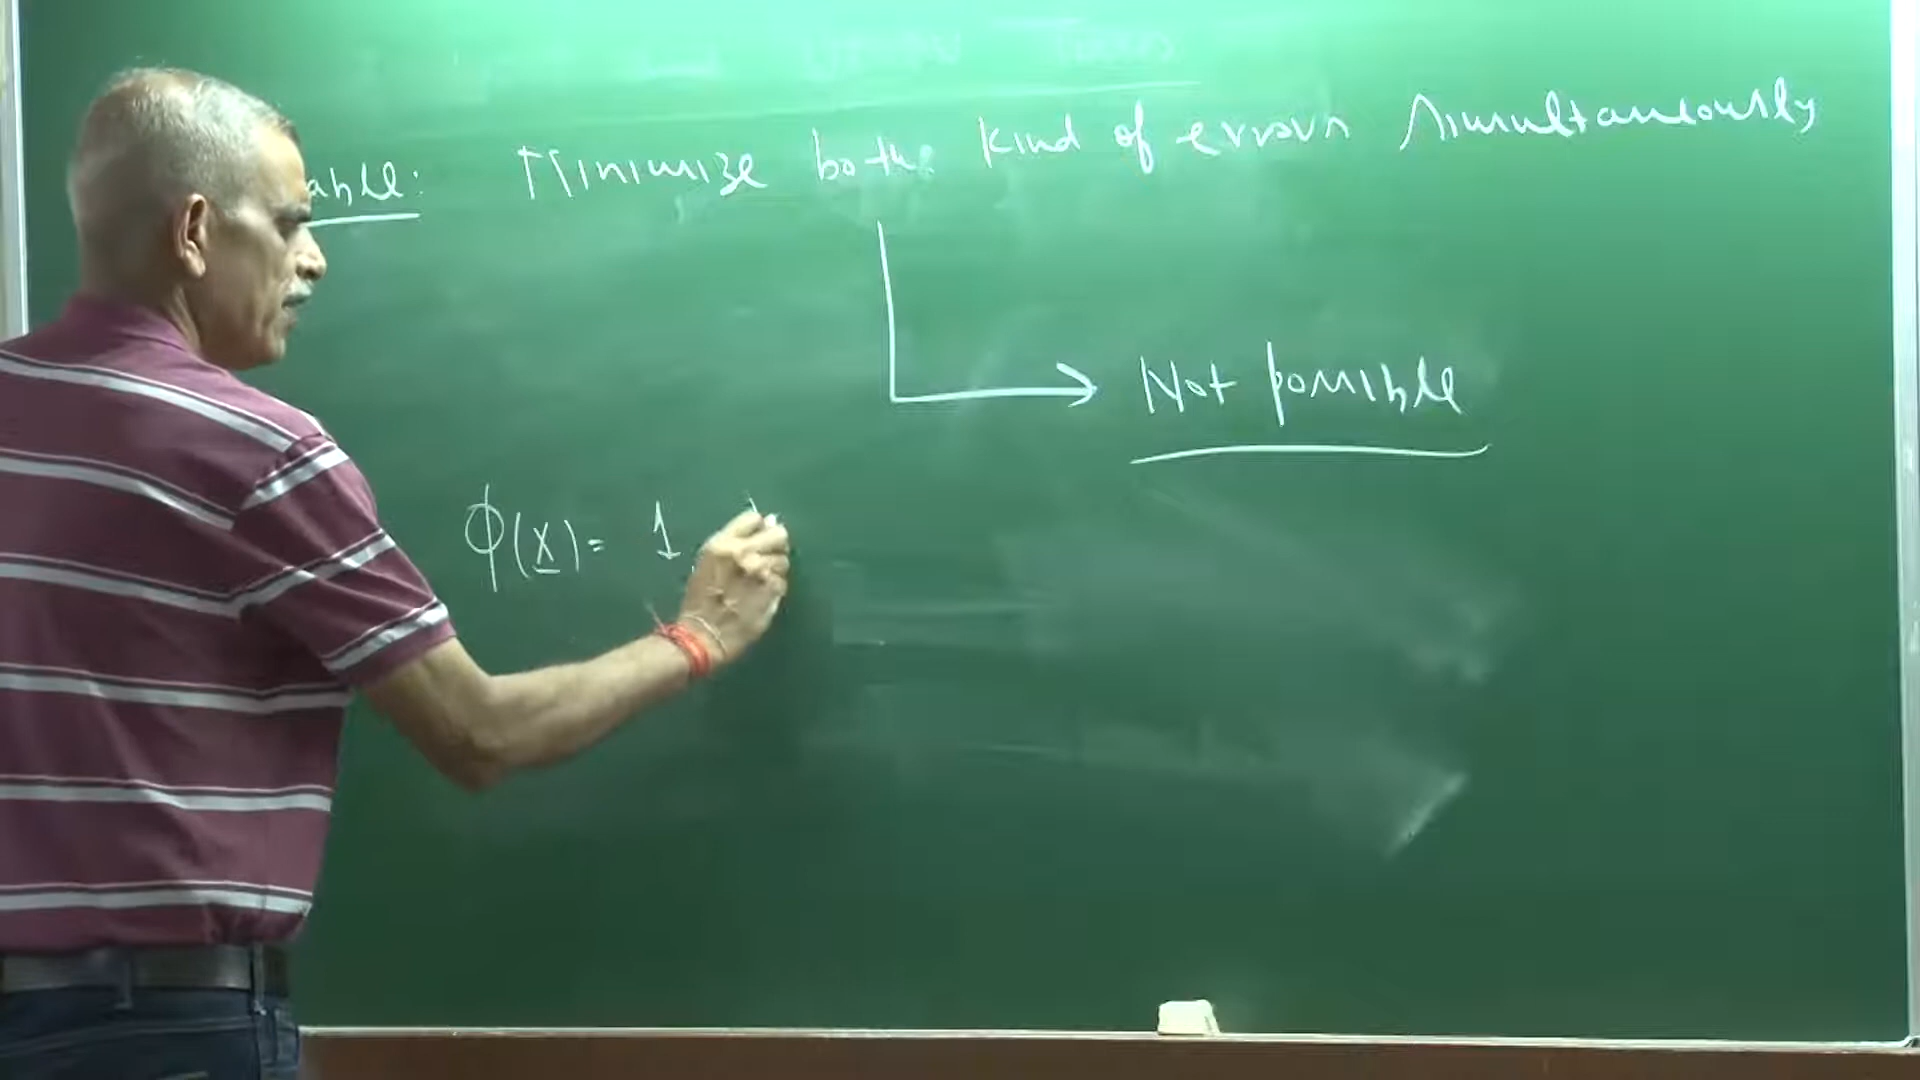 able: Minimize both kind of errors simultaneously
Not possible
φ(X) = 1